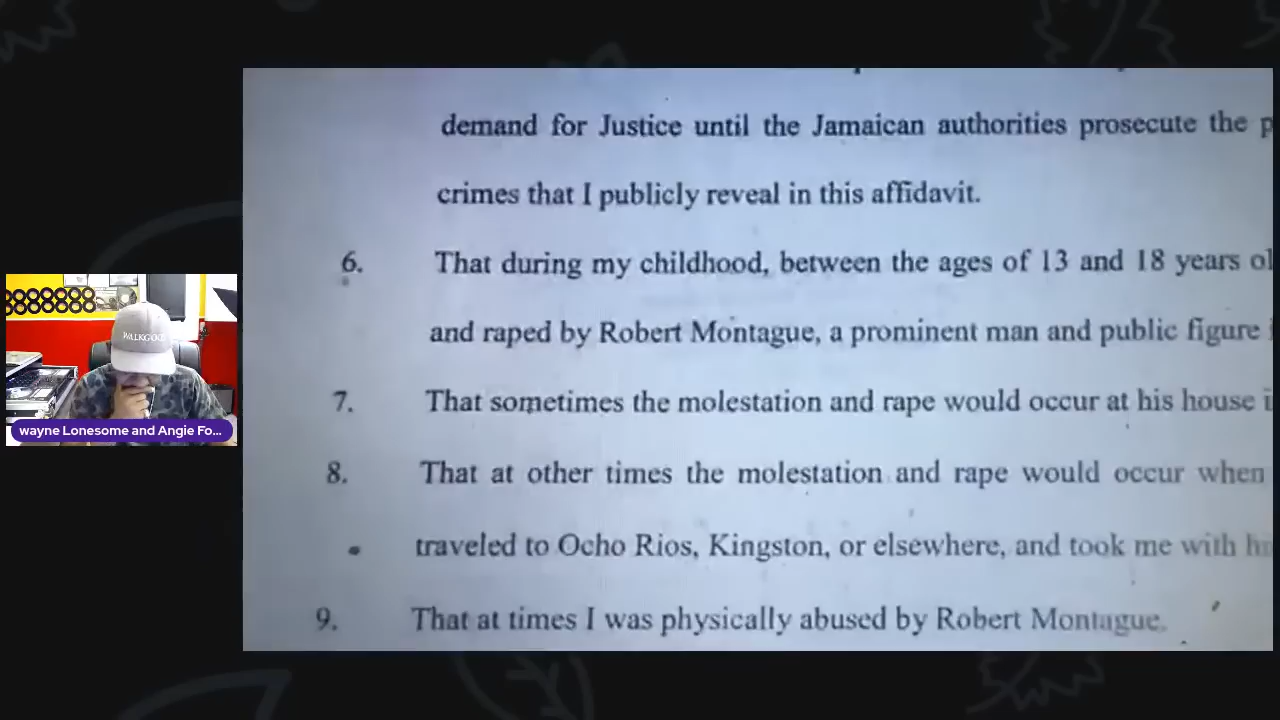 demand for Justice until the Jamaican authorities prosecute the p
crimes that I publicly reveal in this affidavit.
6. That during my childhood, between the ages of 13 and 18 years ol
and raped by Robert Montague, a prominent man and public figure i
7. That sometimes the molestation and rape would occur at his house i
8. That at other times the molestation and rape would occur when
traveled to Ocho Rios, Kingston, or elsewhere, and took me with h
9. That at times I was physically abused by Robert Montague.
WALKGOOD
wayne Lonesome and Angie Fo...